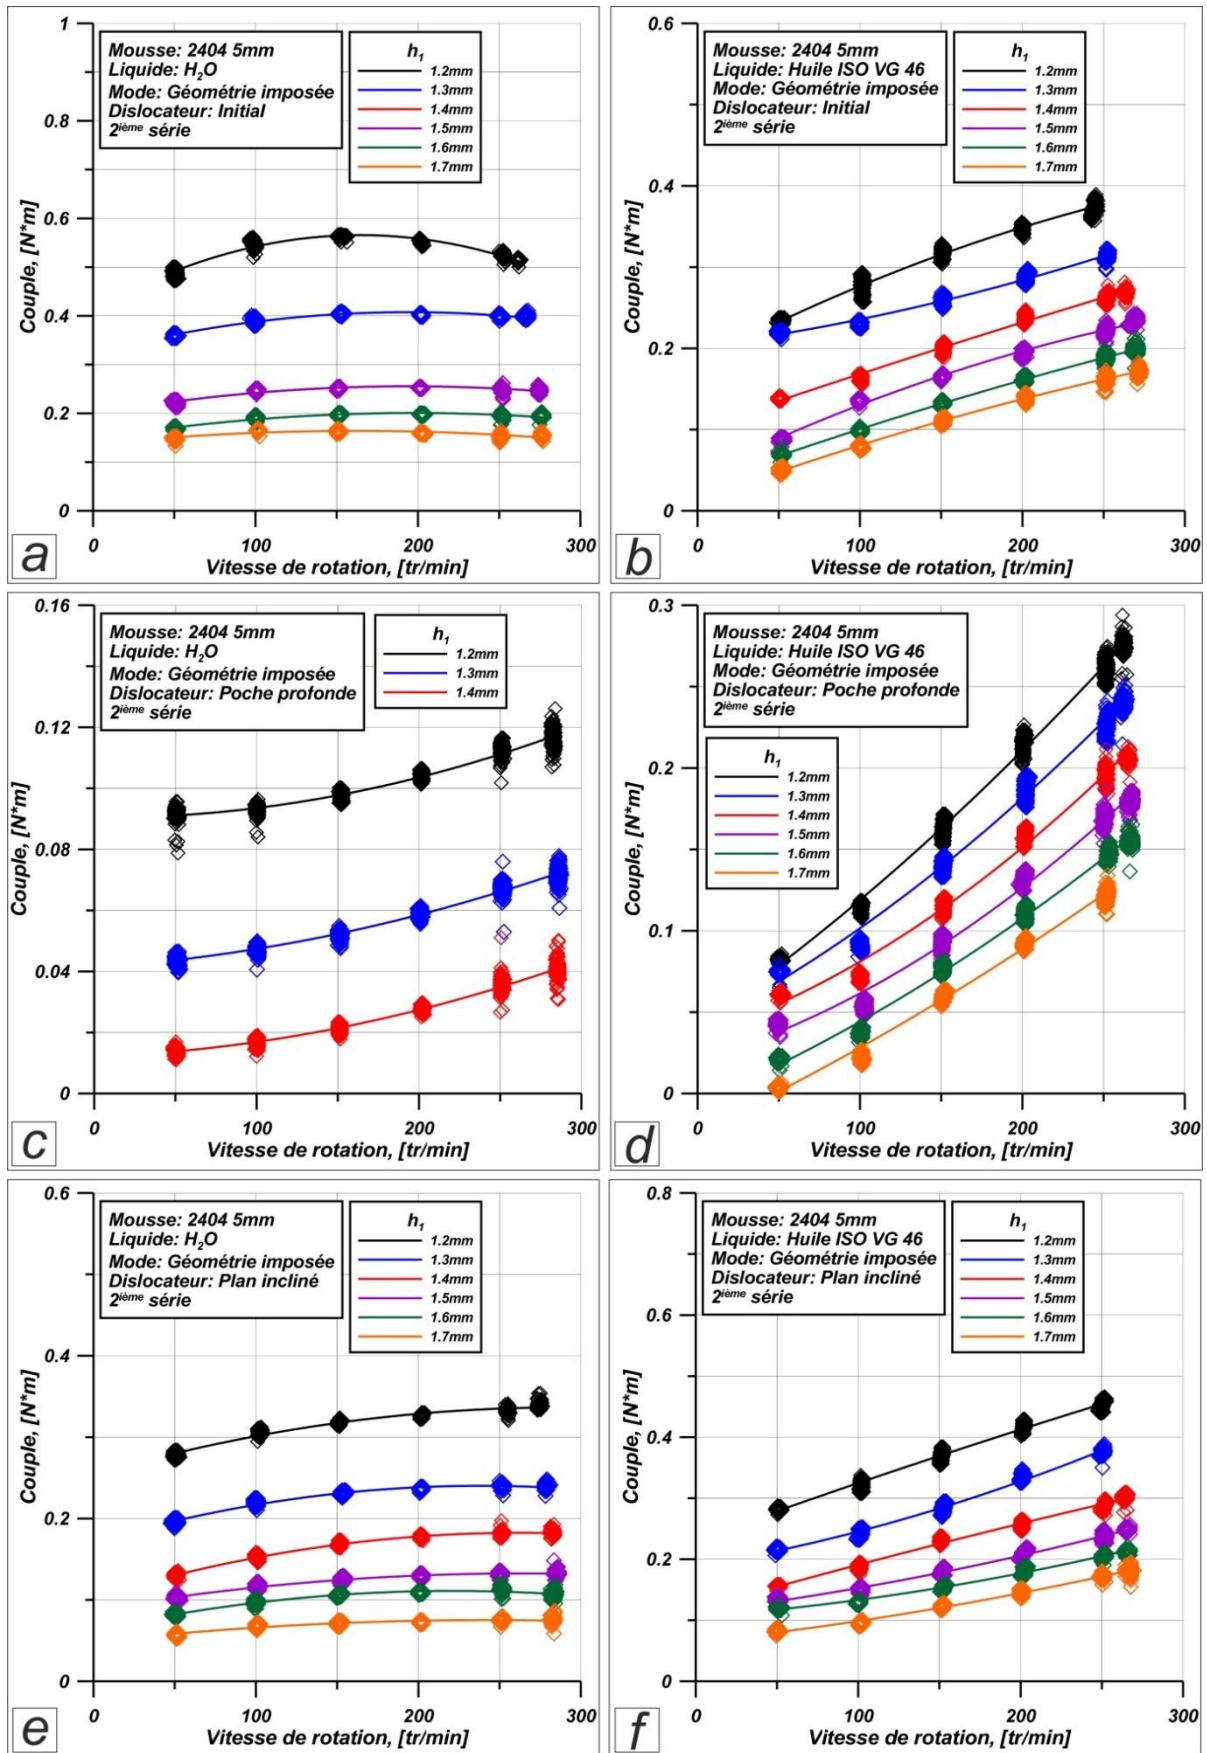 1
0.8
0.6
0.4
0.2
0
Couple, [N*m]
Mousse: 2404 5mm
Liquide: H₂O
Mode: Géométrie imposée
Dislocateur: Initial
2ième série
h₁
1.2mm
1.3mm
1.4mm
1.5mm
1.6mm
1.7mm
0 100 200 300
Vitesse de rotation, [tr/min]
a
0.6
0.4
0.2
0
Couple, [N*m]
Mousse: 2404 5mm
Liquide: Huile ISO VG 46
Mode: Géométrie imposée
Dislocateur: Initial
2ième série
h₁
1.2mm
1.3mm
1.4mm
1.5mm
1.6mm
1.7mm
0 100 200 300
Vitesse de rotation, [tr/min]
b
0.16
0.12
0.08
0.04
0
Couple, [N*m]
Mousse: 2404 5mm
Liquide: H₂O
Mode: Géométrie imposée
Dislocateur: Poche profonde
2ième série
h₁
1.2mm
1.3mm
1.4mm
0 100 200 300
Vitesse de rotation, [tr/min]
c
0.3
0.2
0.1
0
Couple, [N*m]
Mousse: 2404 5mm
Liquide: Huile ISO VG 46
Mode: Géométrie imposée
Dislocateur: Poche profonde
2ième série
h₁
1.2mm
1.3mm
1.4mm
1.5mm
1.6mm
1.7mm
0 100 200 300
Vitesse de rotation, [tr/min]
d
0.6
0.4
0.2
0
Couple, [N*m]
Mousse: 2404 5mm
Liquide: H₂O
Mode: Géométrie imposée
Dislocateur: Plan incliné
2ième série
h₁
1.2mm
1.3mm
1.4mm
1.5mm
1.6mm
1.7mm
0 100 200 300
Vitesse de rotation, [tr/min]
e
0.8
0.6
0.4
0.2
0
Couple, [N*m]
Mousse: 2404 5mm
Liquide: Huile ISO VG 46
Mode: Géométrie imposée
Dislocateur: Plan incliné
2ième série
h₁
1.2mm
1.3mm
1.4mm
1.5mm
1.6mm
1.7mm
0 100 200 300
Vitesse de rotation, [tr/min]
f